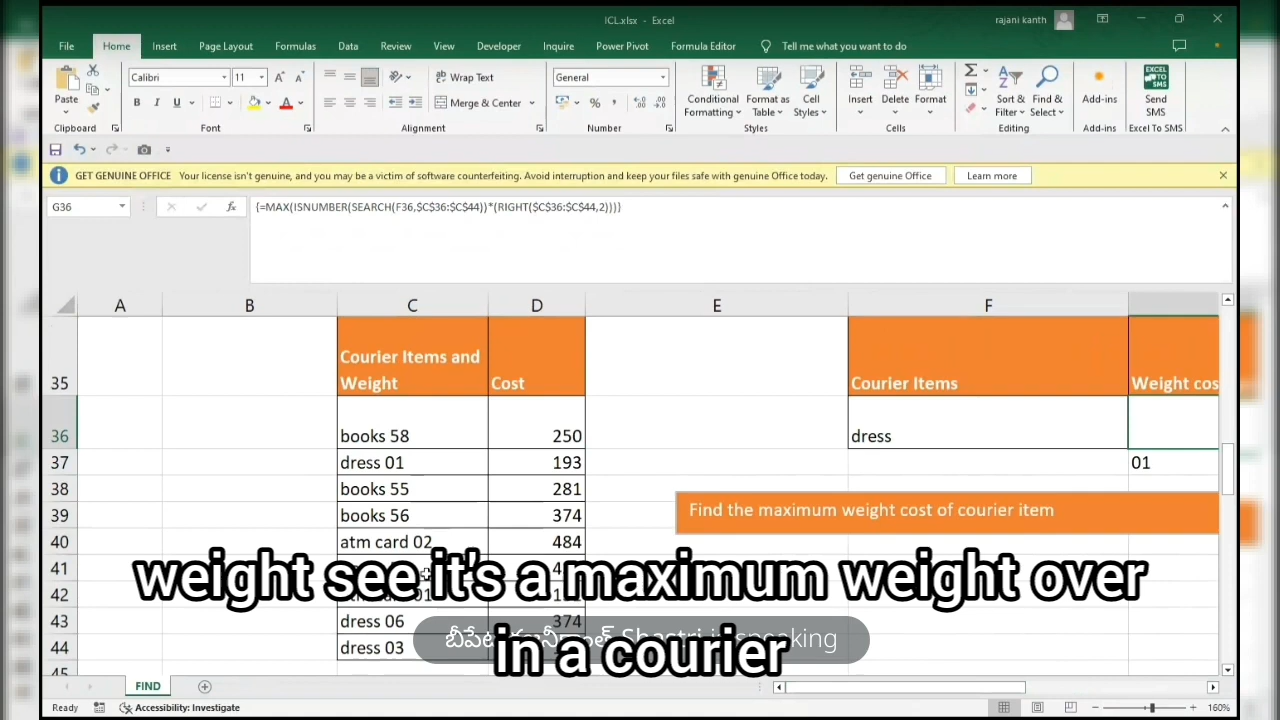 ICL.xlsx - Excel
rajani kanth
File Home Insert Page Layout Formulas Data Review View Developer Inquire Power Pivot Formula Editor Tell me what you want to do
Calibri 11 Wrap Text General
Paste Merge & Center Conditional Formatting Format as Table Cell Styles Insert Delete Format Sort & Filter Find & Select Add-ins Send SMS
EXCEL TO SMS
Clipboard Font Alignment Number Styles Cells Editing Add-ins Excel To SMS
GET GENUINE OFFICE Your license isn't genuine, and you may be a victim of software counterfeiting. Avoid interruption and keep your files safe with genuine Office today. Get genuine Office Learn more
G36 fx {=MAX(ISNUMBER(SEARCH(F36,$C$36:$C$44))*(RIGHT($C$36:$C$44,2)))}
A B C D E F
35 Courier Items and Weight Cost Courier Items Weight cos
36 books 58 250 dress
37 dress 01 193 01
38 books 55 281
39 books 56 374
Find the maximum weight cost of courier item
40 atm card 02 484
41
42
43 dress 06 374
44 dress 03
45
weight see it's a maximum weight over
in a courier
Shastri is speaking
FIND
Ready Accessibility: Investigate 160%